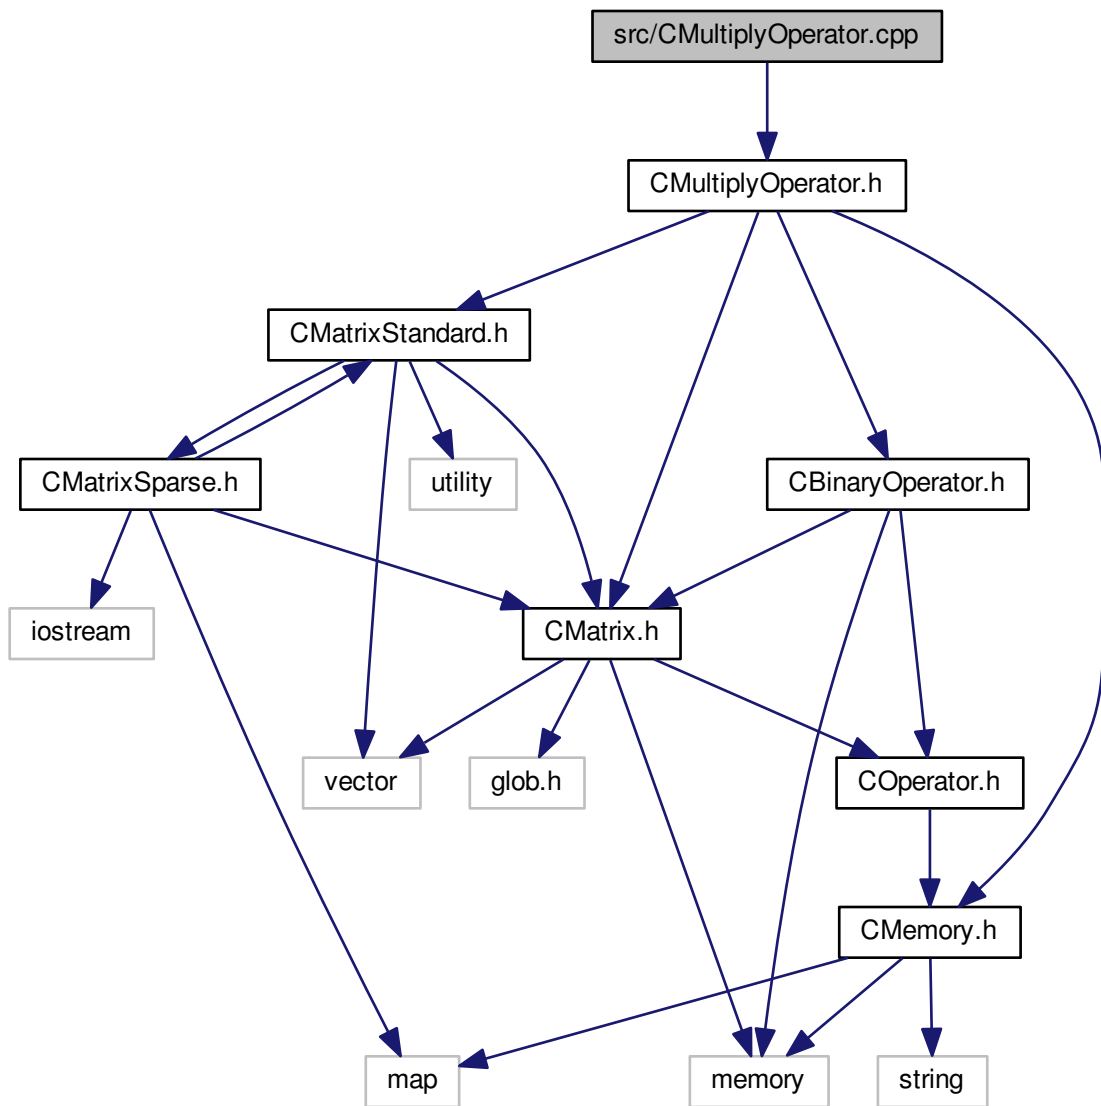 src/CMultiplyOperator.cpp
CMultiplyOperator.h
CMatrixStandard.h
CMatrixSparse.h
utility
CBinaryOperator.h
iostream
CMatrix.h
vector
glob.h
COperator.h
CMemory.h
map
memory
string